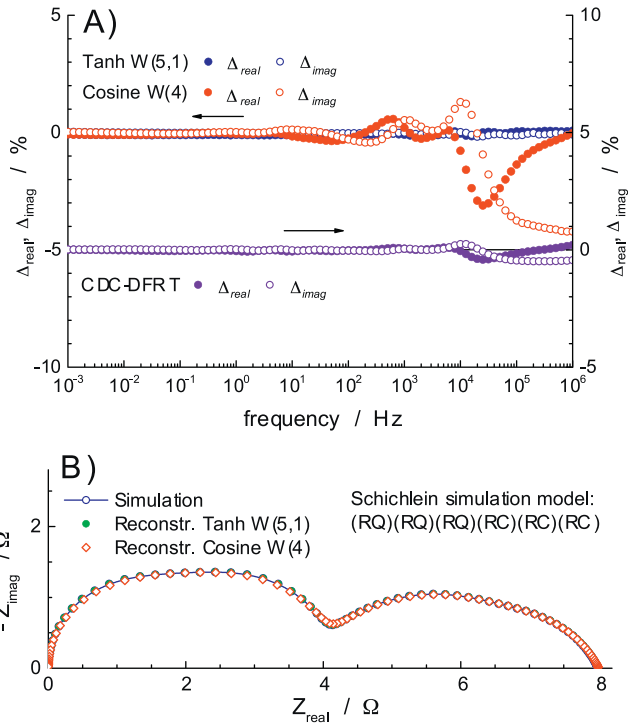 A)
5
10
Tanh W(5,1) Δreal Δimag
Cosine W(4) Δreal Δimag
0
5
-5
0
CDC-DFRT Δreal Δimag
-10
-5
Δreal, Δimag / %
Δreal, Δimag / %
10-3 10-2 10-1 100 101 102 103 104 105 106
frequency / Hz
B)
Simulation
Reconstr. Tanh W(5,1)
Reconstr. Cosine W(4)
Schichlein simulation model:
(RQ)(RQ)(RQ)(RC)(RC)(RC)
2
0
- Zimag / Ω
0 2 4 6 8
Zreal / Ω